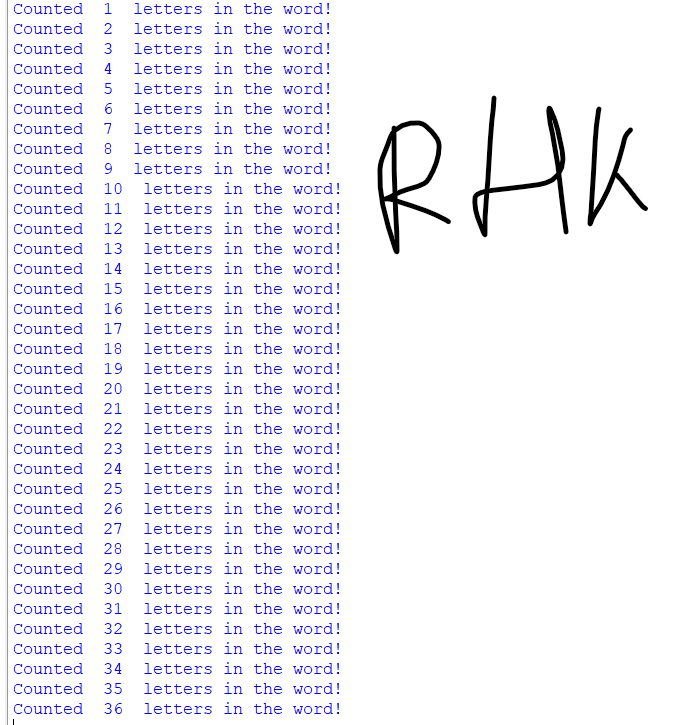 Counted  1  letters in the word!
Counted  2  letters in the word!
Counted  3  letters in the word!
Counted  4  letters in the word!
Counted  5  letters in the word!
Counted  6  letters in the word!
Counted  7  letters in the word!
Counted  8  letters in the word!
Counted  9  letters in the word!
RHK
Counted  10  letters in the word!
Counted  11  letters in the word!
Counted  12  letters in the word!
Counted  13  letters in the word!
Counted  14  letters in the word!
Counted  15  letters in the word!
Counted  16  letters in the word!
Counted  17  letters in the word!
Counted  18  letters in the word!
Counted  19  letters in the word!
Counted  20  letters in the word!
Counted  21  letters in the word!
Counted  22  letters in the word!
Counted  23  letters in the word!
Counted  24  letters in the word!
Counted  25  letters in the word!
Counted  26  letters in the word!
Counted  27  letters in the word!
Counted  28  letters in the word!
Counted  29  letters in the word!
Counted  30  letters in the word!
Counted  31  letters in the word!
Counted  32  letters in the word!
Counted  33  letters in the word!
Counted  34  letters in the word!
Counted  35  letters in the word!
Counted  36  letters in the word!